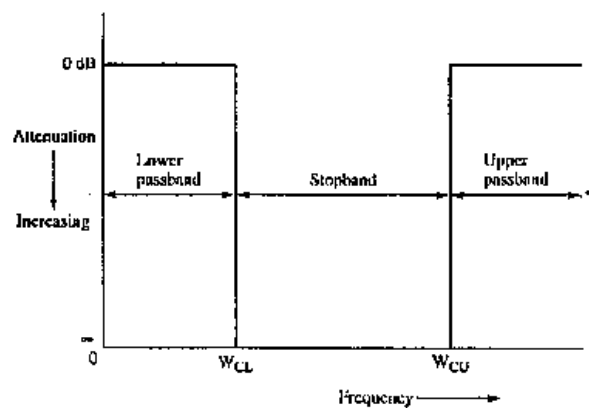 0 dB
Attenuation
Increasing
Lower
passband
Stopband
Upper
passband
∞
0
W_CL
W_CU
Frequency